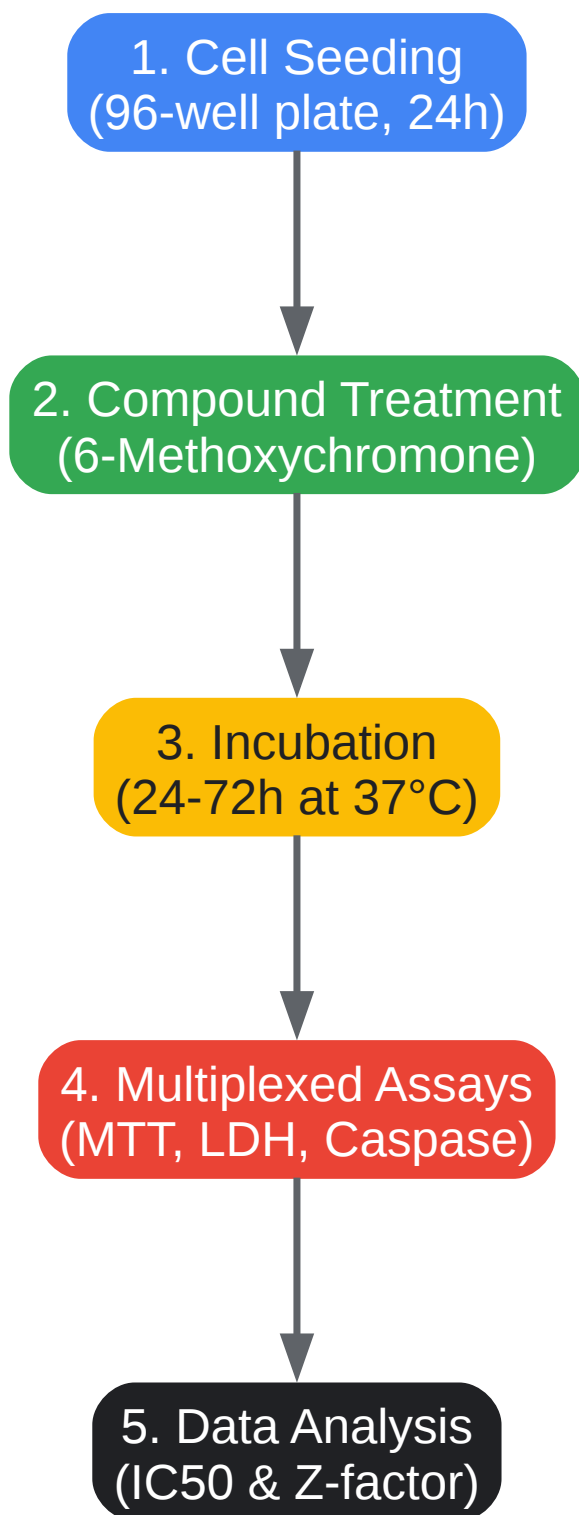 1. Cell Seeding
(96-well plate, 24h)
2. Compound Treatment
(6-Methoxychromone)
3. Incubation
(24-72h at 37°C)
4. Multiplexed Assays
(MTT, LDH, Caspase)
5. Data Analysis
(IC50 & Z-factor)